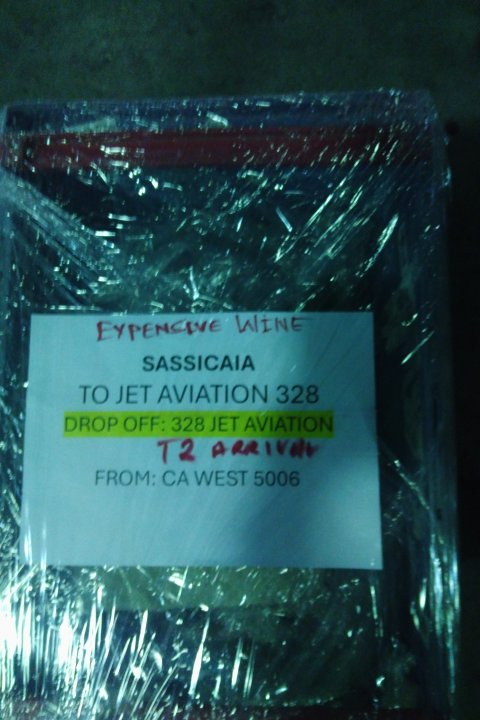 EXPENSIVE WINE
SASSICAIA
TO JET AVIATION 328
DROP OFF: 328 JET AVIATION
T2 ARRIVAL
FROM: CA WEST 5006